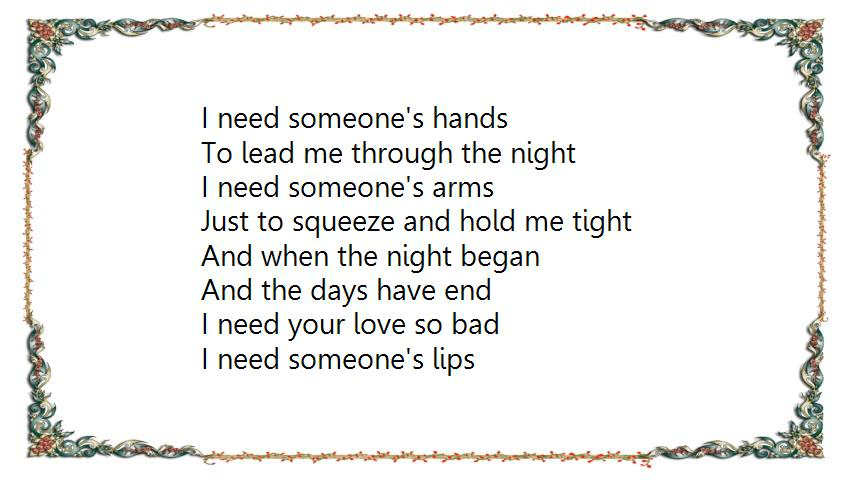 I need someone's hands
To lead me through the night
I need someone's arms
Just to squeeze and hold me tight
And when the night began
And the days have end
I need your love so bad
I need someone's lips